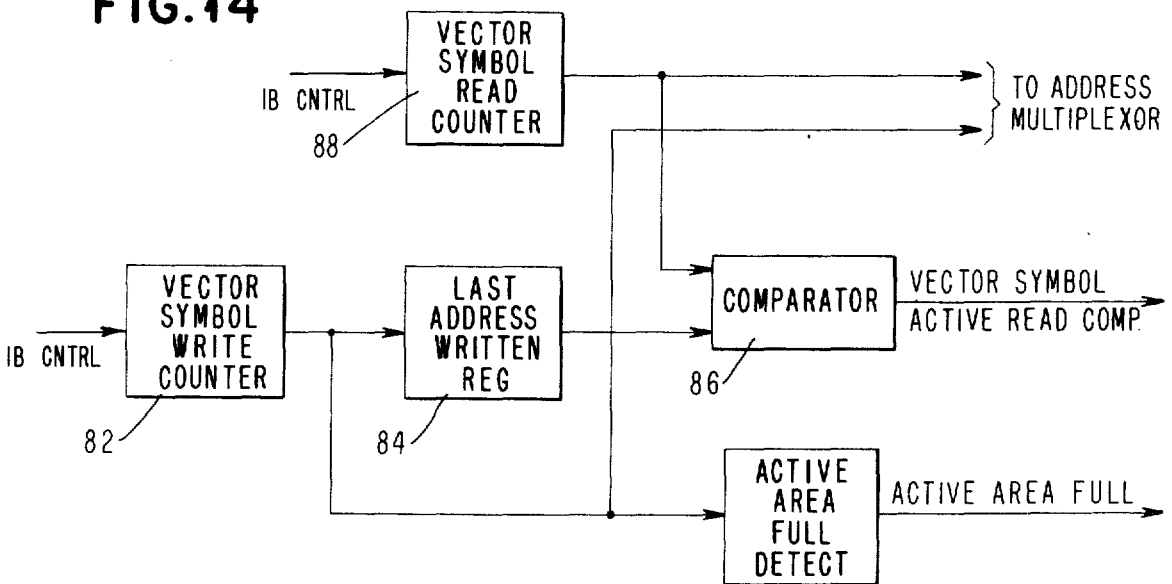 FIG.14
VECTOR
SYMBOL
READ
COUNTER
IB CNTRL
88
TO ADDRESS
MULTIPLEXOR
VECTOR
SYMBOL
WRITE
COUNTER
IB CNTRL
82
LAST
ADDRESS
WRITTEN
REG
84
COMPARATOR
86
VECTOR SYMBOL
ACTIVE READ COMP.
ACTIVE
AREA
FULL
DETECT
ACTIVE AREA FULL